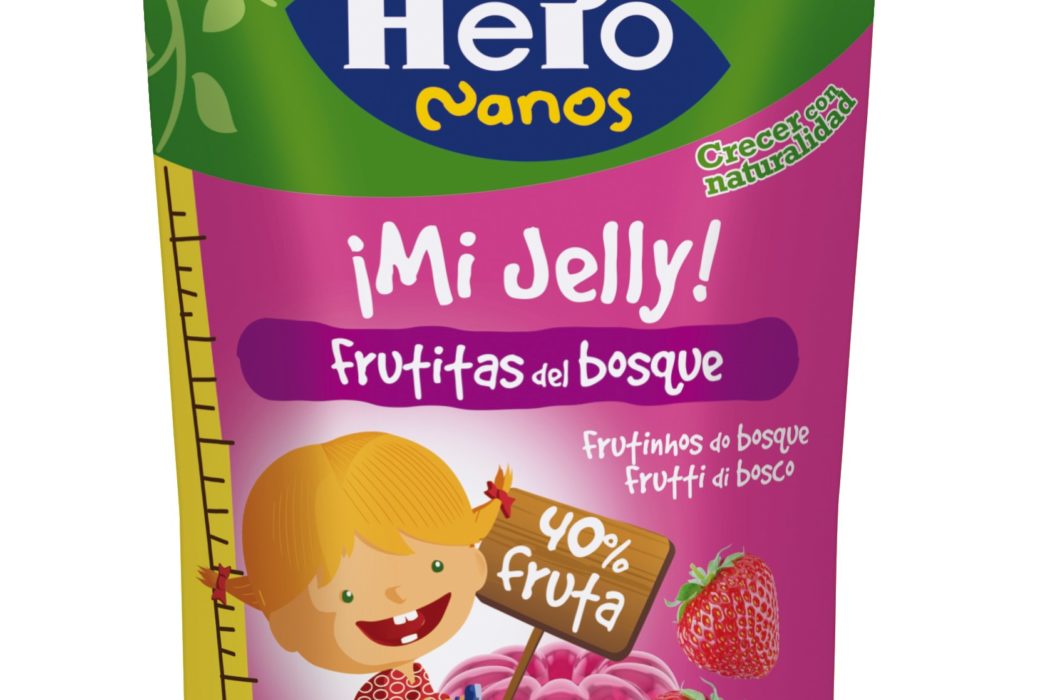 Hero
Nanos
Crecer con
naturalidad
¡Mi Jelly!
Frutitas del bosque
Frutinhos do bosque
Frutti di bosco
40%
fruta